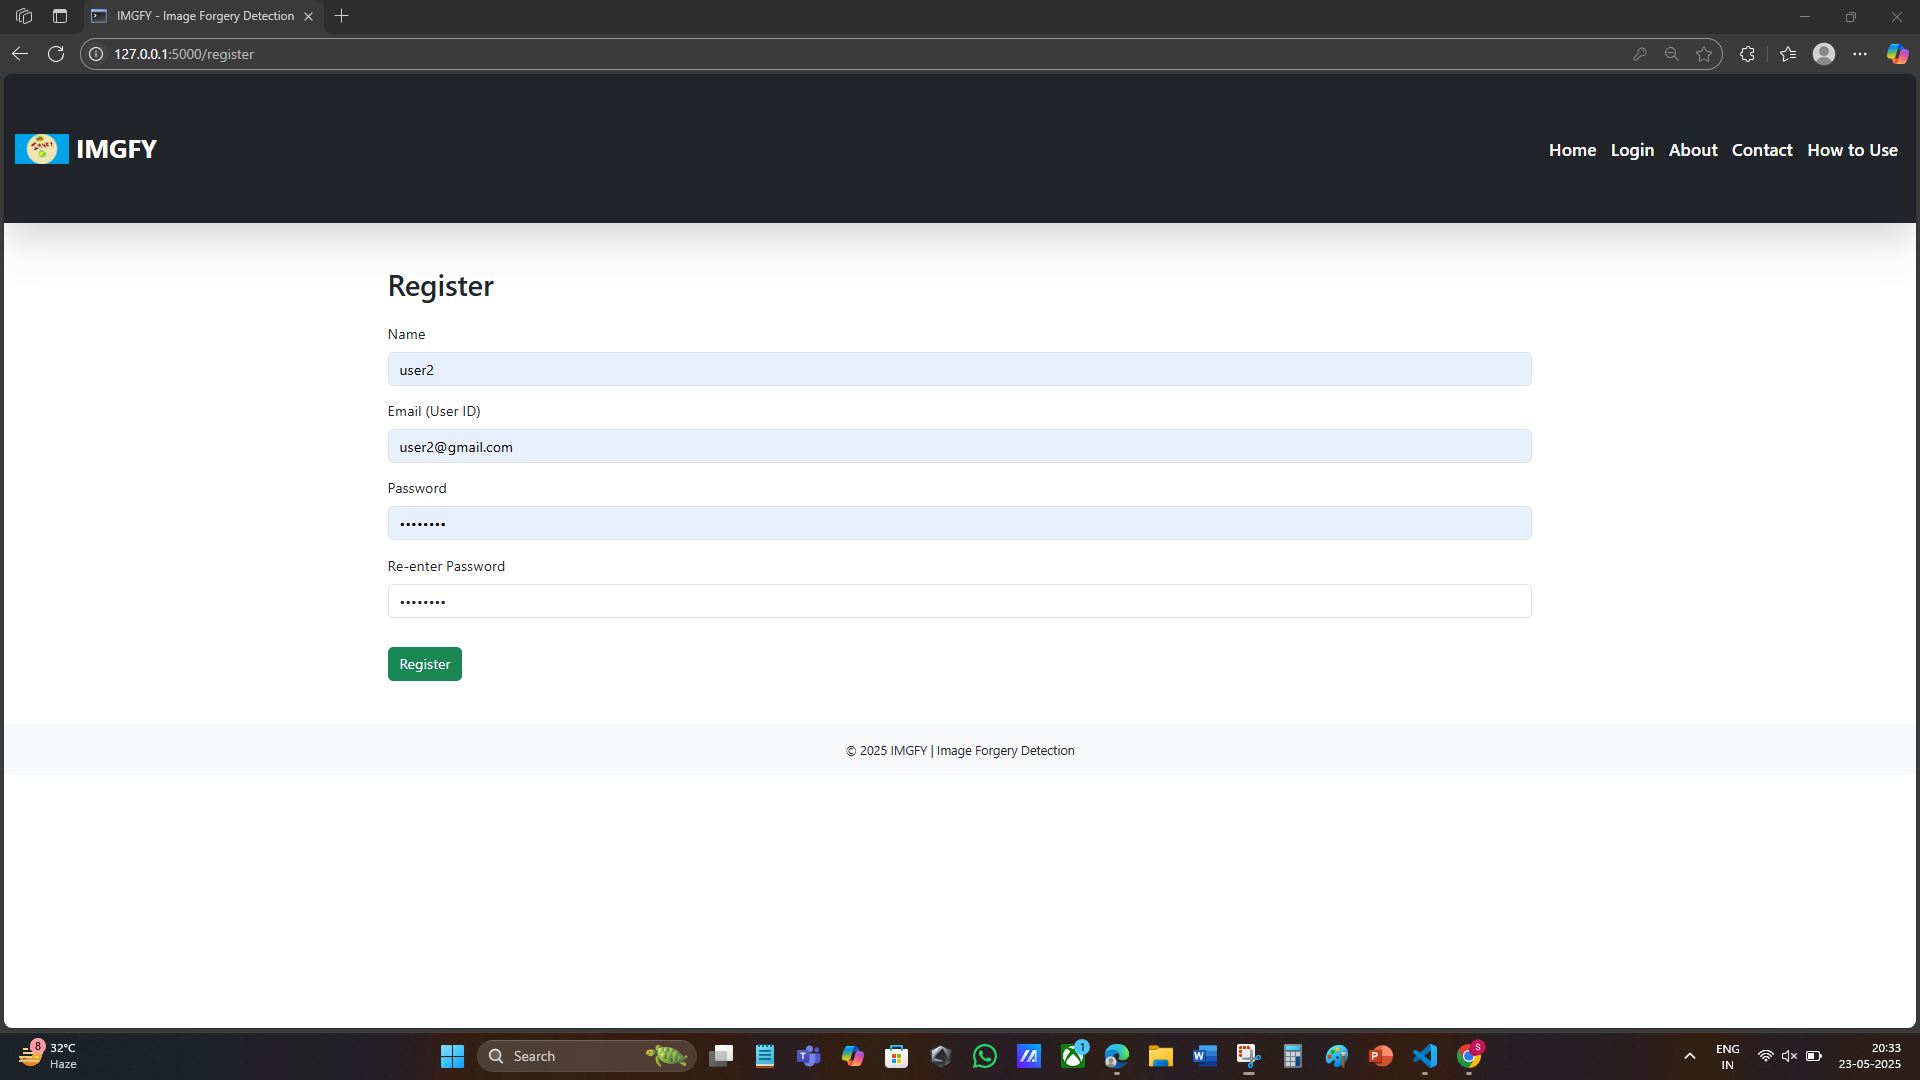 IMGFY - Image Forgery Detection
127.0.0.1:5000/register
IMGFY
Home Login About Contact How to Use
Register
Name
user2
Email (User ID)
user2@gmail.com
Password
••••••••
Re-enter Password
••••••••
Register
© 2025 IMGFY | Image Forgery Detection
8
32°C
Haze
Search
1
S
ENG
IN
20:33
23-05-2025